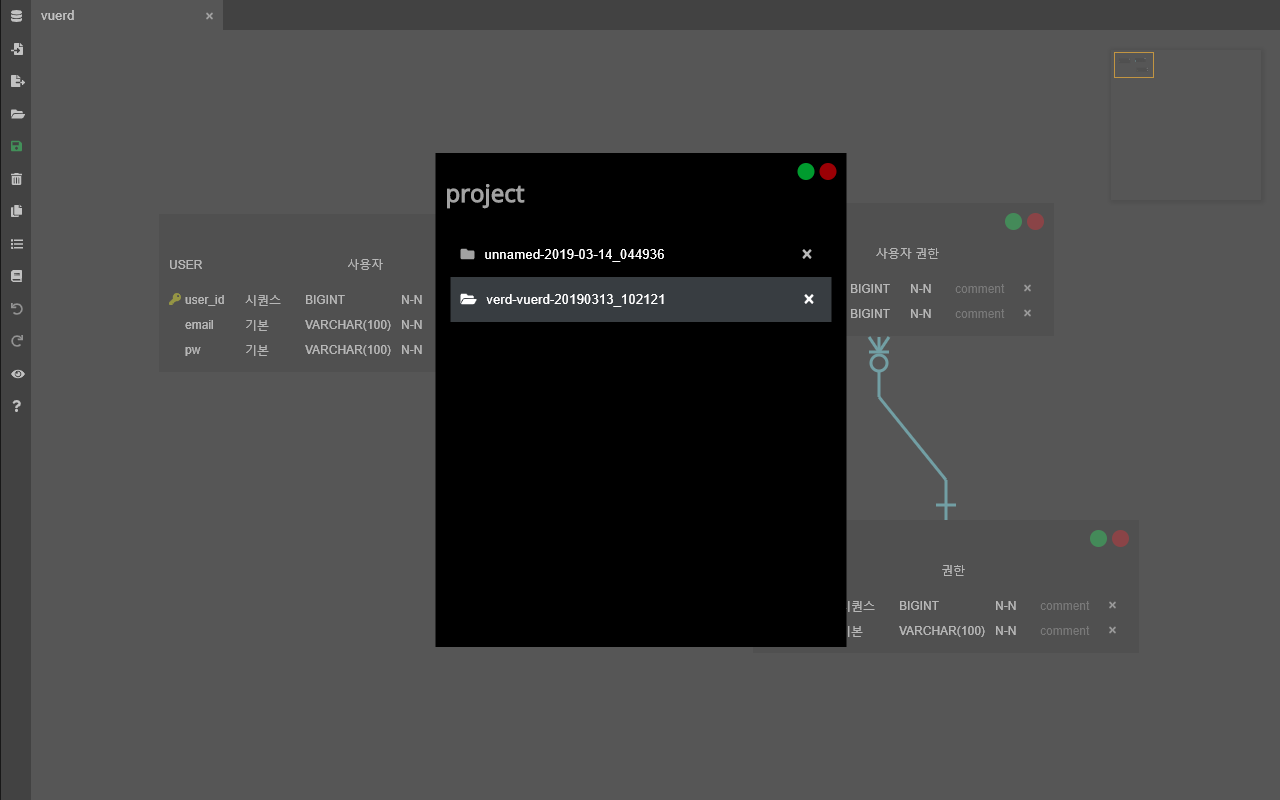 vuerd
project
unnamed-2019-03-14_044936
verd-vuerd-20190313_102121
USER 사용자
user_id 시퀀스 BIGINT N-N
email 기본 VARCHAR(100) N-N
pw 기본 VARCHAR(100) N-N
사용자 권한
BIGINT N-N comment
BIGINT N-N comment
권한
시퀀스 BIGINT N-N comment
기본 VARCHAR(100) N-N comment